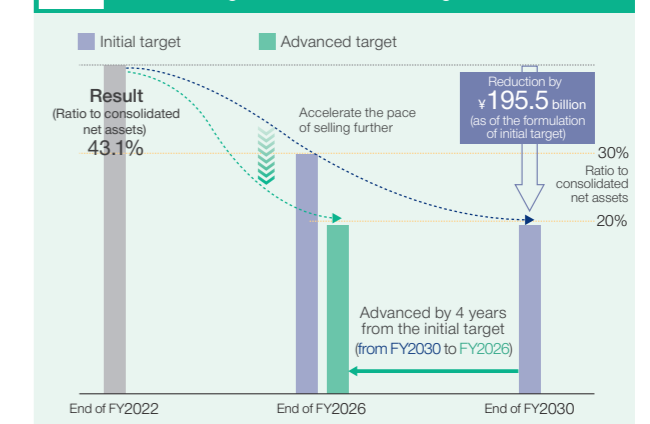 Initial target
Advanced target
Result
(Ratio to consolidated
net assets)
43.1%
Accelerate the pace
of selling further
Reduction by
¥195.5 billion
(as of the formulation
of initial target)
30%
Ratio to
consolidated
net assets
20%
Advanced by 4 years
from the initial target
(from FY2030 to FY2026)
End of FY2022
End of FY2026
End of FY2030